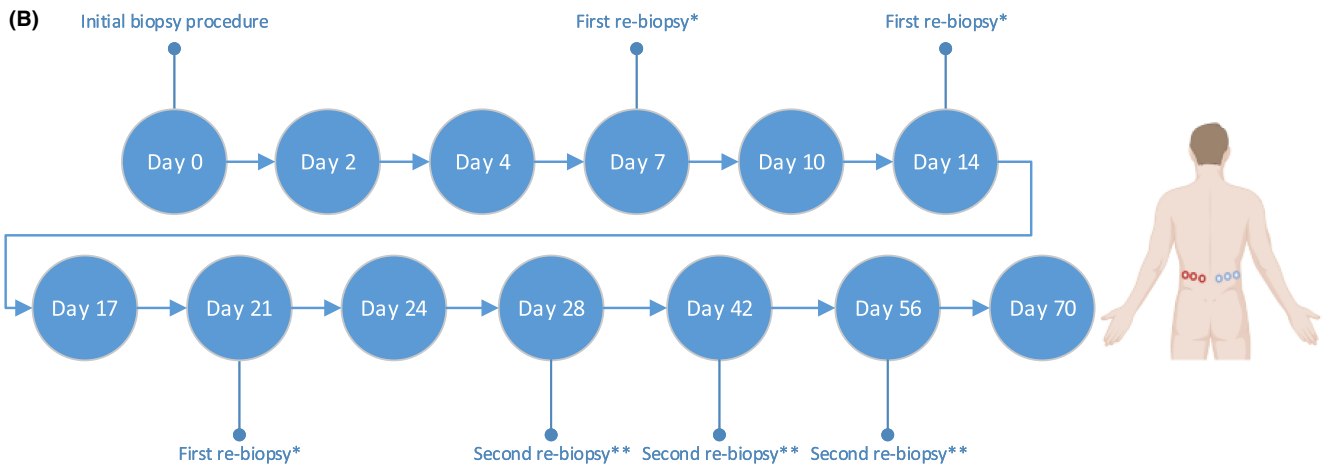 (B)
Initial biopsy procedure
First re-biopsy*
First re-biopsy*
Day 0
Day 2
Day 4
Day 7
Day 10
Day 14
Day 17
Day 21
Day 24
Day 28
Day 42
Day 56
Day 70
First re-biopsy*
Second re-biopsy**
Second re-biopsy**
Second re-biopsy**